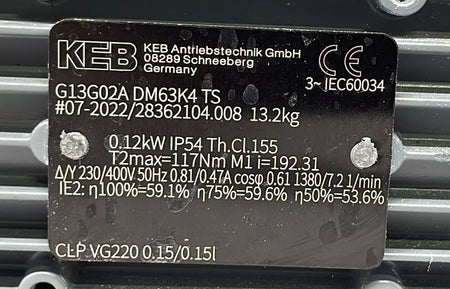 KEB
KEB Antriebstechnik GmbH
08289 Schneeberg
Germany
CE
3~ IEC60034
G13G02A DM63K4 TS
#07-2022/28362104.008 13.2kg
0.12kW IP54 Th.Cl.155
T2max=117Nm M1 i=192.31
Δ/Y 230/400V 50Hz 0.81/0.47A cosφ 0.61 1380/7.2 1/min
IE2: η100%=59.1% η75%=59.6% η50%=53.6%
CLP VG220 0.15/0.15l